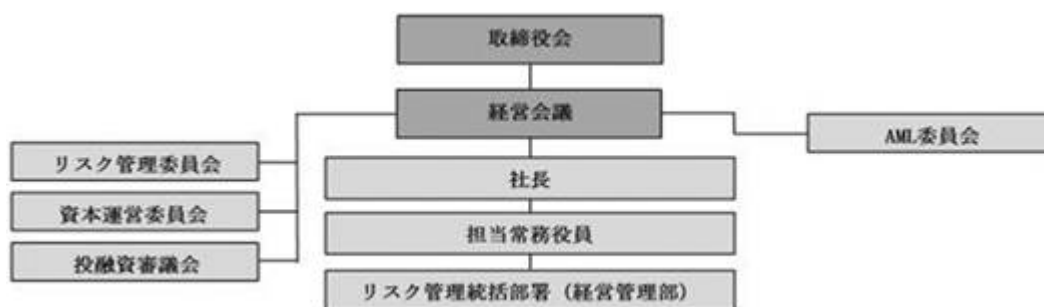 取締役会
経営会議
AML委員会
リスク管理委員会
社長
資本運営委員会
担当常務役員
投融資審議会
リスク管理統括部署（経営管理部）